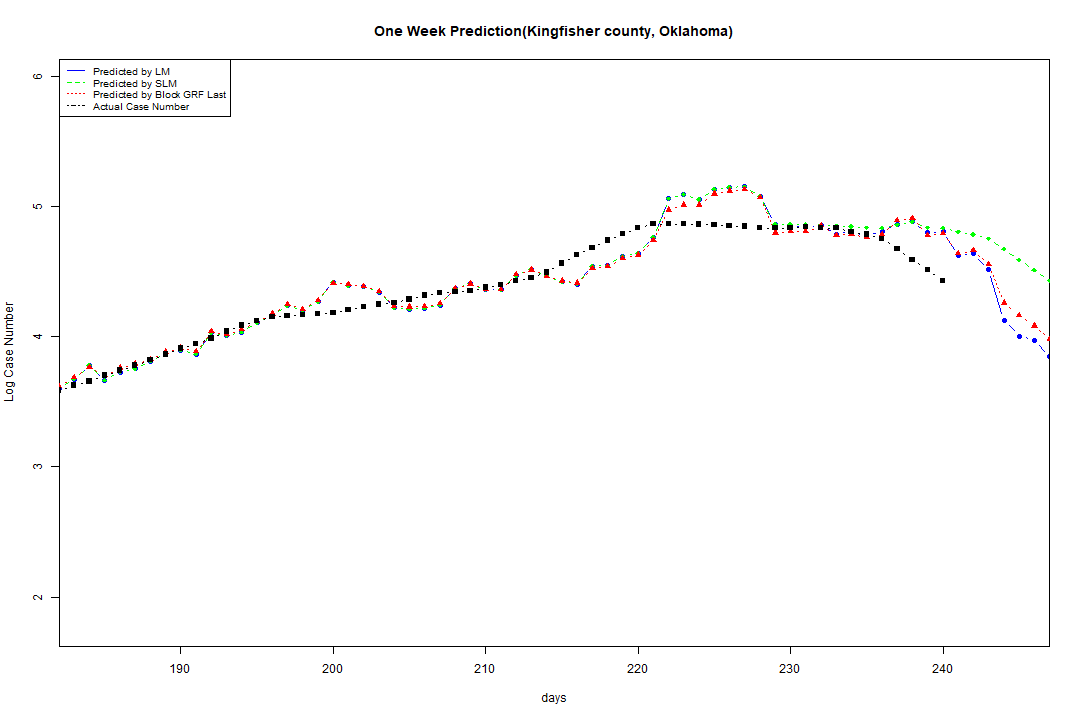 One Week Prediction(Kingfisher county, Oklahoma)
Predicted by LM
Predicted by SLM
Predicted by Block GRF Last
Actual Case Number
6
5
4
3
2
Log Case Number
190 200 210 220 230 240
days